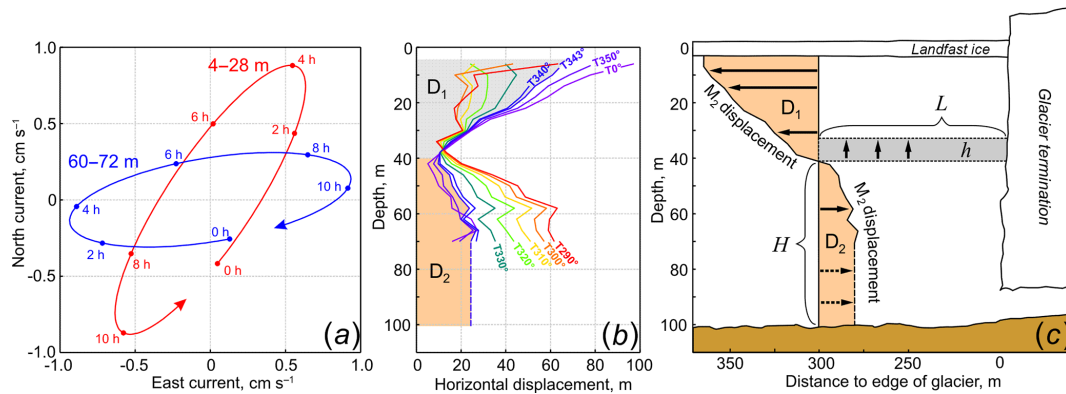 1.0
0.5
0
-0.5
-1.0
-1.0
-0.5
0
0.5
1.0
North current, cm s⁻¹
East current, cm s⁻¹
4–28 m
60–72 m
4 h
2 h
0 h
6 h
8 h
10 h
6 h
8 h
10 h
4 h
2 h
0 h
(a)
0
20
40
60
80
100
0
20
40
60
80
100
Depth, m
Horizontal displacement, m
D₁
D₂
T340°
T343°
T350°
T0°
T330°
T320°
T310°
T300°
T290°
(b)
0
20
40
60
80
100
350
300
250
0
Depth, m
Distance to edge of glacier, m
Landfast ice
Glacier termination
M₂ displacement
D₁
L
h
H
M₂ displacement
D₂
(c)